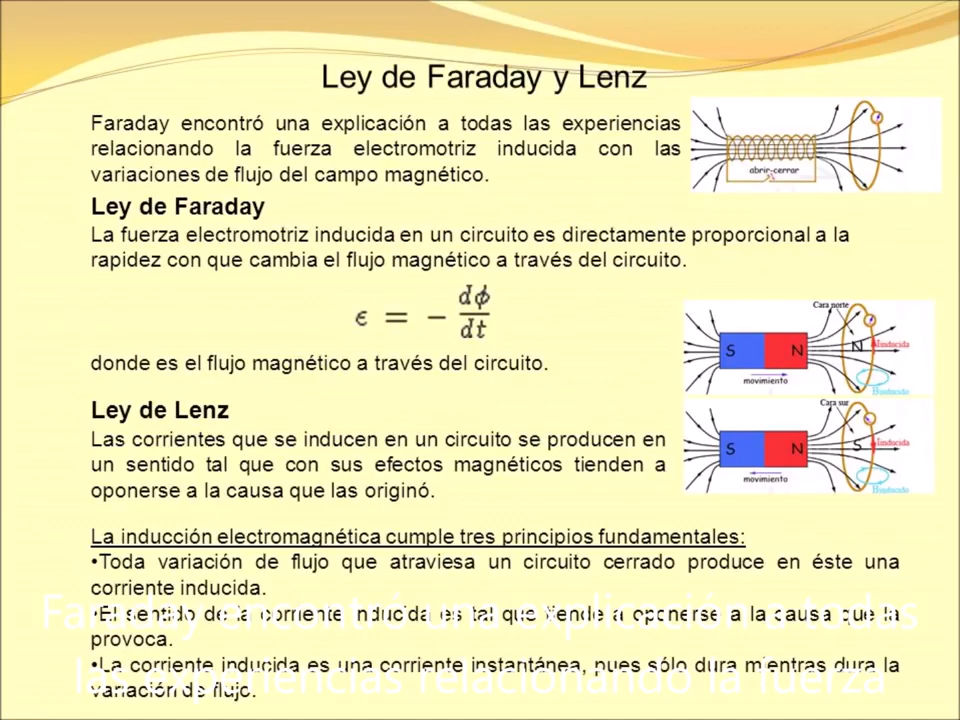 Ley de Faraday y Lenz
Faraday encontró una explicación a todas las experiencias
relacionando la fuerza electromotriz inducida con las
variaciones de flujo del campo magnético.
abrir-cerrar
Ley de Faraday
La fuerza electromotriz inducida en un circuito es directamente proporcional a la
rapidez con que cambia el flujo magnético a través del circuito.
ϵ = − dϕ/dt
donde es el flujo magnético a través del circuito.
Cara norte
S N N Iinducida
movimiento
Binducido
Ley de Lenz
Las corrientes que se inducen en un circuito se producen en
un sentido tal que con sus efectos magnéticos tienden a
oponerse a la causa que las originó.
Cara sur
S N S Iinducida
movimiento
Binducido
La inducción electromagnética cumple tres principios fundamentales:
•Toda variación de flujo que atraviesa un circuito cerrado produce en éste una
corriente inducida.
•El sentido de la corriente inducida es tal que tiende a oponerse a la causa que la
provoca.
•La corriente inducida es una corriente instantánea, pues sólo dura mientras dura la
variación de flujo.
Faraday encontró una explicación a todas
las experiencias relacionando la fuerza